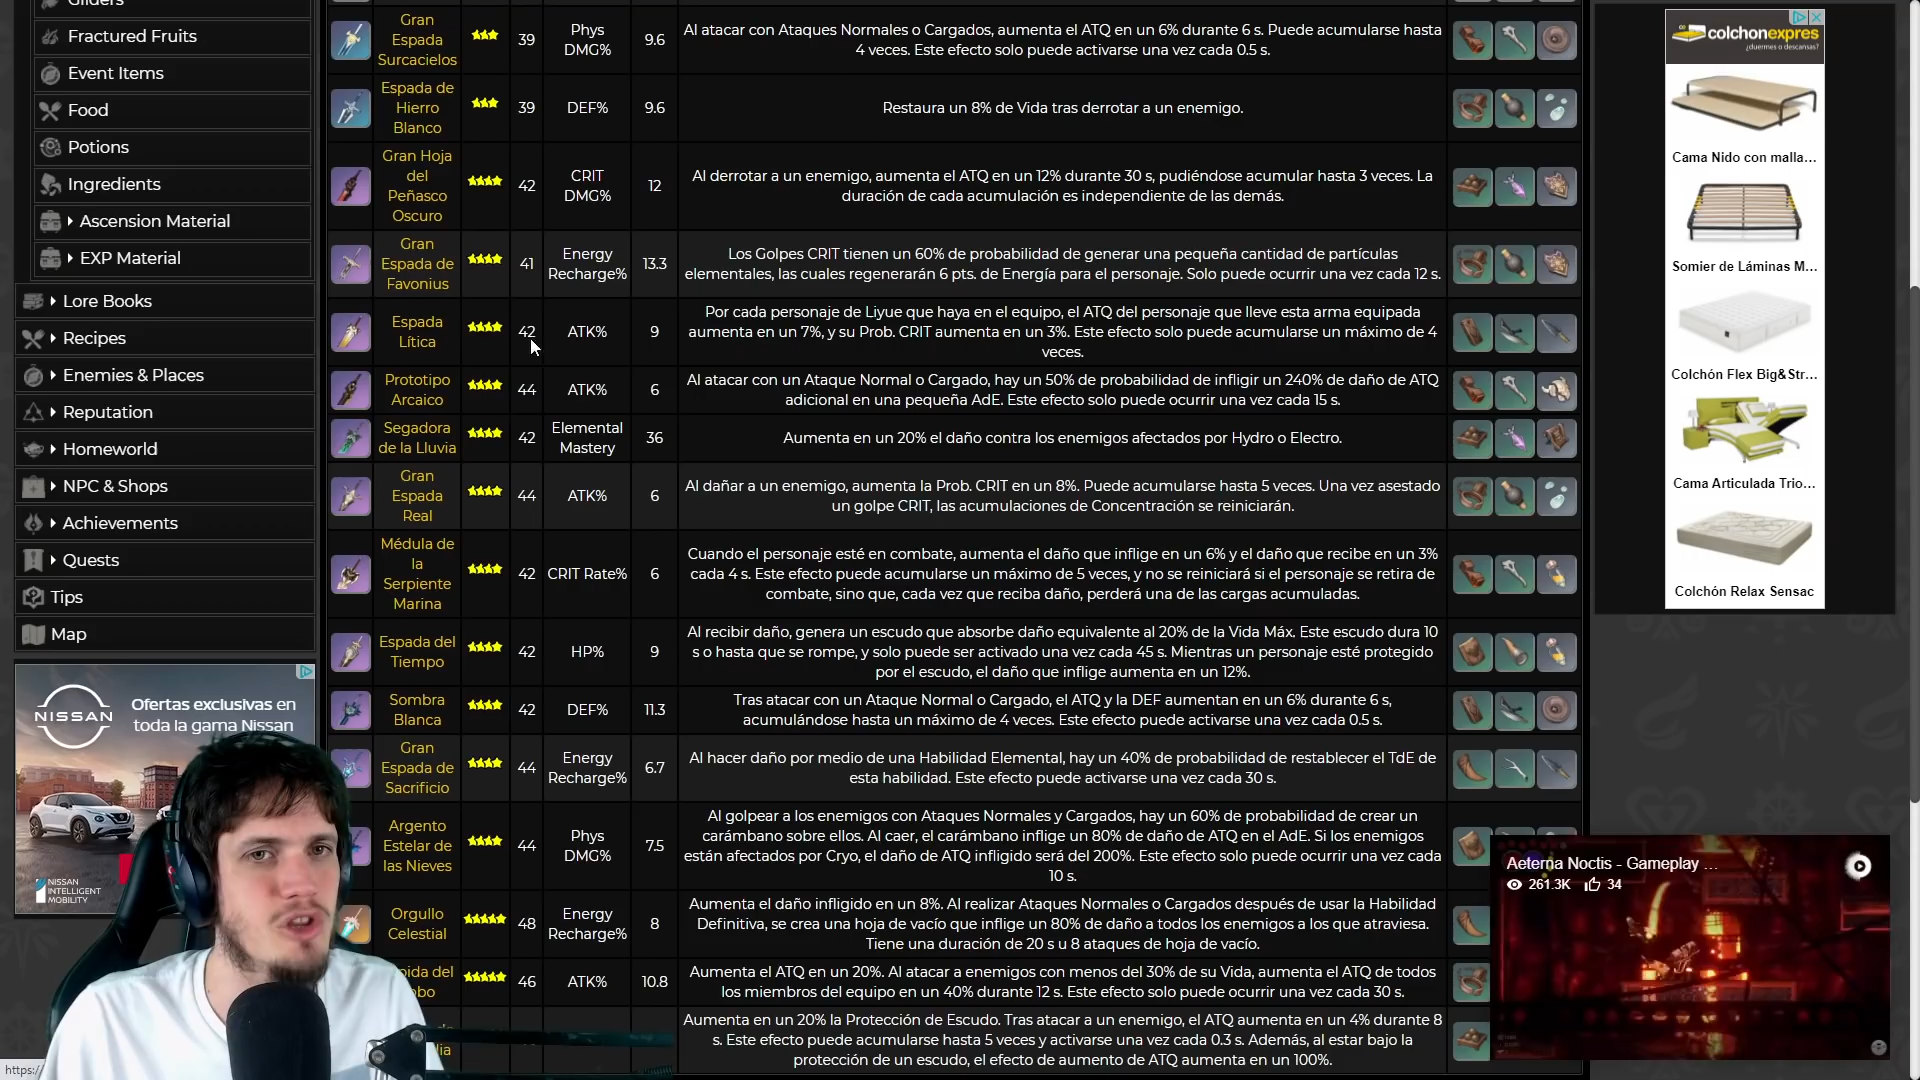 Gliders
Fractured Fruits
Event Items
Food
Potions
Ingredients
Ascension Material
EXP Material
Lore Books
Recipes
Enemies & Places
Reputation
Homeworld
NPC & Shops
Achievements
Quests
Tips
Map
NISSAN
Ofertas exclusivas en
toda la gama Nissan
NISSAN
INTELLIGENT
MOBILITY
https://
Gran
Espada
Surcacielos
39
Phys
DMG%
9.6
Al atacar con Ataques Normales o Cargados, aumenta el ATQ en un 6% durante 6 s. Puede acumularse hasta
4 veces. Este efecto solo puede activarse una vez cada 0.5 s.
Espada de
Hierro
Blanco
39
DEF%
9.6
Restaura un 8% de Vida tras derrotar a un enemigo.
Gran Hoja
del
Peñasco
Oscuro
42
CRIT
DMG%
12
Al derrotar a un enemigo, aumenta el ATQ en un 12% durante 30 s, pudiéndose acumular hasta 3 veces. La
duración de cada acumulación es independiente de las demás.
Gran
Espada de
Favonius
41
Energy
Recharge%
13.3
Los Golpes CRIT tienen un 60% de probabilidad de generar una pequeña cantidad de partículas
elementales, las cuales regenerarán 6 pts. de Energía para el personaje. Solo puede ocurrir una vez cada 12 s.
Espada
Lítica
42
ATK%
9
Por cada personaje de Liyue que haya en el equipo, el ATQ del personaje que lleve esta arma equipada
aumenta en un 7%, y su Prob. CRIT aumenta en un 3%. Este efecto solo puede acumularse un máximo de 4
veces.
Prototipo
Arcaico
44
ATK%
6
Al atacar con un Ataque Normal o Cargado, hay un 50% de probabilidad de infligir un 240% de daño de ATQ
adicional en una pequeña AdE. Este efecto solo puede ocurrir una vez cada 15 s.
Segadora
de la Lluvia
42
Elemental
Mastery
36
Aumenta en un 20% el daño contra los enemigos afectados por Hydro o Electro.
Gran
Espada
Real
44
ATK%
6
Al dañar a un enemigo, aumenta la Prob. CRIT en un 8%. Puede acumularse hasta 5 veces. Una vez asestado
un golpe CRIT, las acumulaciones de Concentración se reiniciarán.
Médula de
la
Serpiente
Marina
42
CRIT Rate%
6
Cuando el personaje esté en combate, aumenta el daño que inflige en un 6% y el daño que recibe en un 3%
cada 4 s. Este efecto puede acumularse un máximo de 5 veces, y no se reiniciará si el personaje se retira de
combate, sino que, cada vez que reciba daño, perderá una de las cargas acumuladas.
Espada del
Tiempo
42
HP%
9
Al recibir daño, genera un escudo que absorbe daño equivalente al 20% de la Vida Máx. Este escudo dura 10
s o hasta que se rompe, y solo puede ser activado una vez cada 45 s. Mientras un personaje esté protegido
por el escudo, el daño que inflige aumenta en un 12%.
Sombra
Blanca
42
DEF%
11.3
Tras atacar con un Ataque Normal o Cargado, el ATQ y la DEF aumentan en un 6% durante 6 s,
acumulándose hasta un máximo de 4 veces. Este efecto puede activarse una vez cada 0.5 s.
Gran
Espada de
Sacrificio
44
Energy
Recharge%
6.7
Al hacer daño por medio de una Habilidad Elemental, hay un 40% de probabilidad de restablecer el TdE de
esta habilidad. Este efecto puede activarse una vez cada 30 s.
Argento
Estelar de
las Nieves
44
Phys
DMG%
7.5
Al golpear a los enemigos con Ataques Normales y Cargados, hay un 60% de probabilidad de crear un
carámbano sobre ellos. Al caer, el carámbano inflige un 80% de daño de ATQ en el AdE. Si los enemigos
están afectados por Cryo, el daño de ATQ infligido será del 200%. Este efecto solo puede ocurrir una vez cada
10 s.
Orgullo
Celestial
48
Energy
Recharge%
8
Aumenta el daño infligido en un 8%. Al realizar Ataques Normales o Cargados después de usar la Habilidad
Definitiva, se crea una hoja de vacío que inflige un 80% de daño a todos los enemigos a los que atraviesa.
Tiene una duración de 20 s u 8 ataques de hoja de vacío.
del
46
ATK%
10.8
Aumenta el ATQ en un 20%. Al atacar a enemigos con menos del 30% de su Vida, aumenta el ATQ de todos
los miembros del equipo en un 40% durante 12 s. Este efecto solo puede ocurrir una vez cada 30 s.
Aumenta en un 20% la Protección de Escudo. Tras atacar a un enemigo, el ATQ aumenta en un 4% durante 8
s. Este efecto puede acumularse hasta 5 veces y activarse una vez cada 0.3 s. Además, al estar bajo la
protección de un escudo, el efecto de aumento de ATQ aumenta en un 100%.
colchonexpres
¿duermes o descansas?
Cama Nido con malla...
Somier de Láminas M...
Colchón Flex Big&Str...
Cama Articulada Trio...
Colchón Relax Sensac
Aeterna Noctis - Gameplay ...
261.3K
34